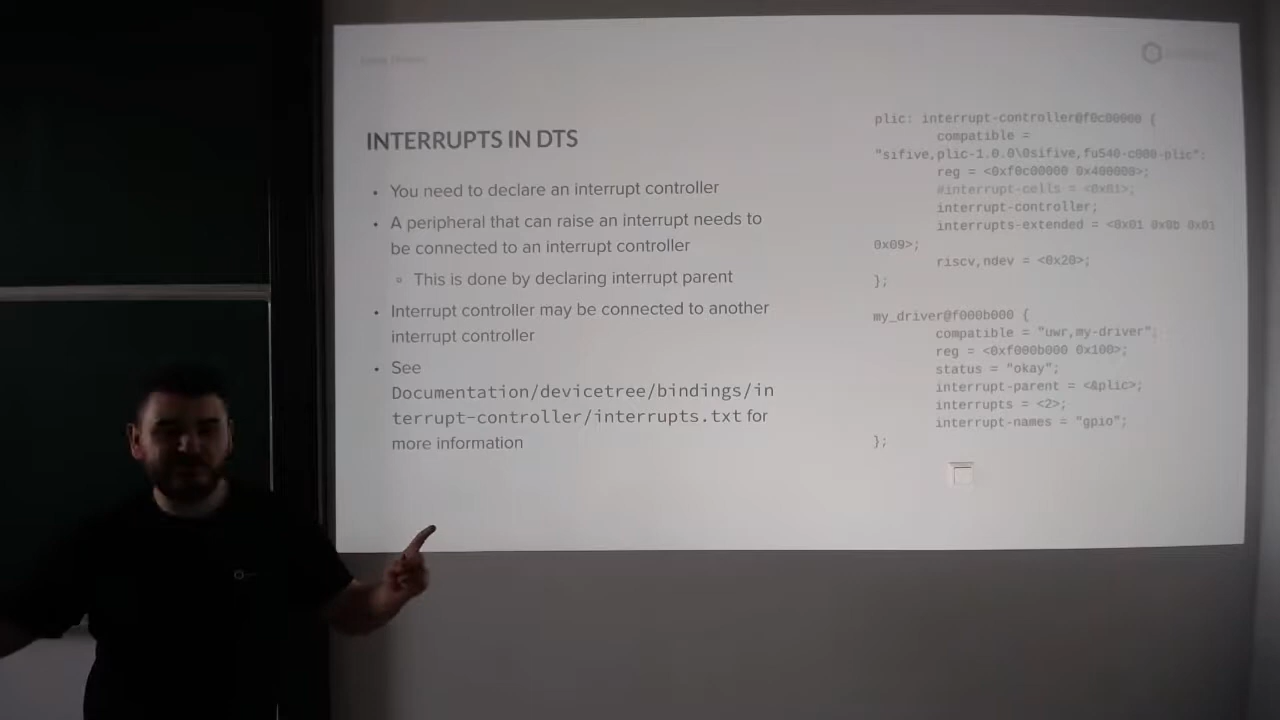 INTERRUPTS IN DTS
• You need to declare an interrupt controller
• A peripheral that can raise an interrupt needs to
be connected to an interrupt controller
◦ This is done by declaring interrupt parent
• Interrupt controller may be connected to another
interrupt controller
• See
Documentation/devicetree/bindings/in
terrupt-controller/interrupts.txt for
more information
plic: interrupt-controller@f0c00000 {
compatible =
"sifive,plic-1.0.0\0sifive,fu540-c000-plic";
reg = <0xf0c00000 0x400000>;
#interrupt-cells = <0x01>;
interrupt-controller;
interrupts-extended = <0x01 0x0b 0x01
0x09>;
riscv,ndev = <0x20>;
};
my_driver@f000b000 {
compatible = "uwr,my-driver";
reg = <0xf000b000 0x100>;
status = "okay";
interrupt-parent = <&plic>;
interrupts = <2>;
interrupt-names = "gpio";
};